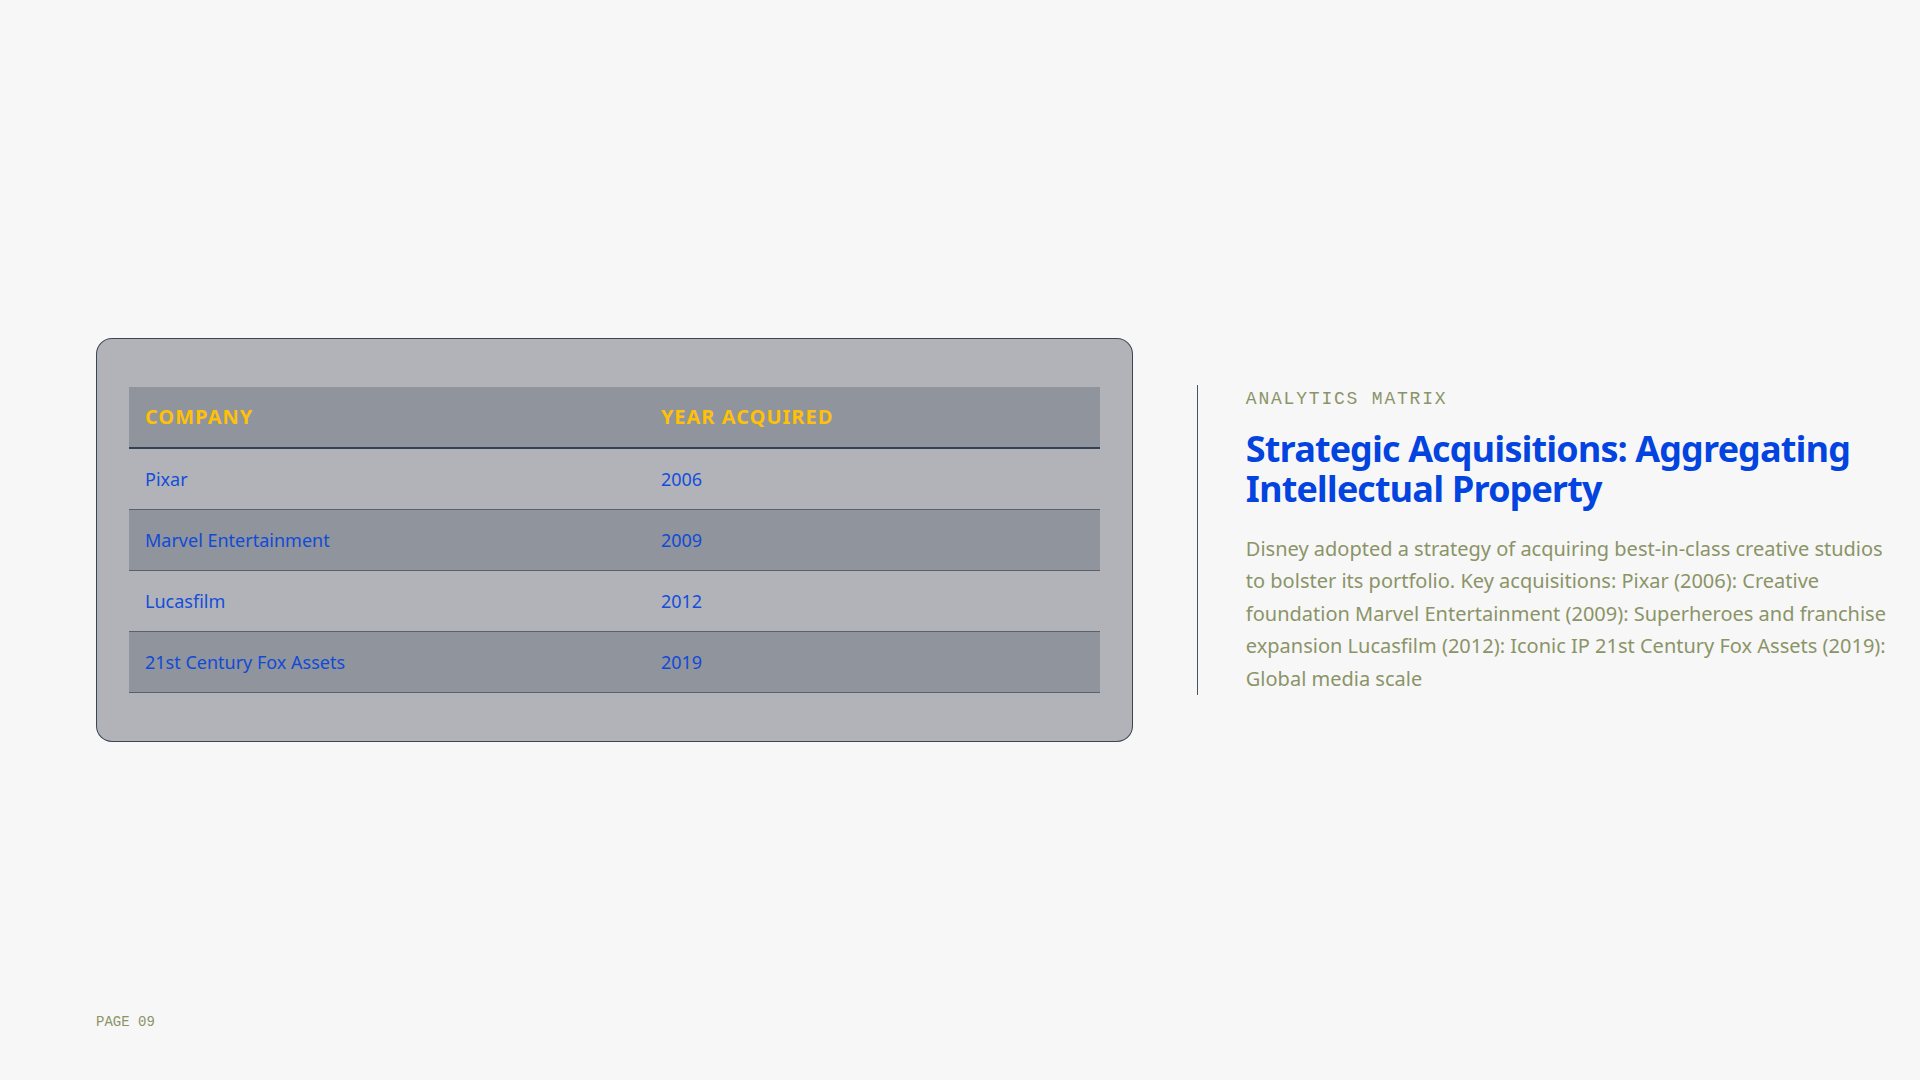 COMPANY YEAR ACQUIRED
Pixar 2006
Marvel Entertainment 2009
Lucasfilm 2012
21st Century Fox Assets 2019
ANALYTICS MATRIX
Strategic Acquisitions: Aggregating
Intellectual Property
Disney adopted a strategy of acquiring best-in-class creative studios
to bolster its portfolio. Key acquisitions: Pixar (2006): Creative
foundation Marvel Entertainment (2009): Superheroes and franchise
expansion Lucasfilm (2012): Iconic IP 21st Century Fox Assets (2019):
Global media scale
PAGE 09